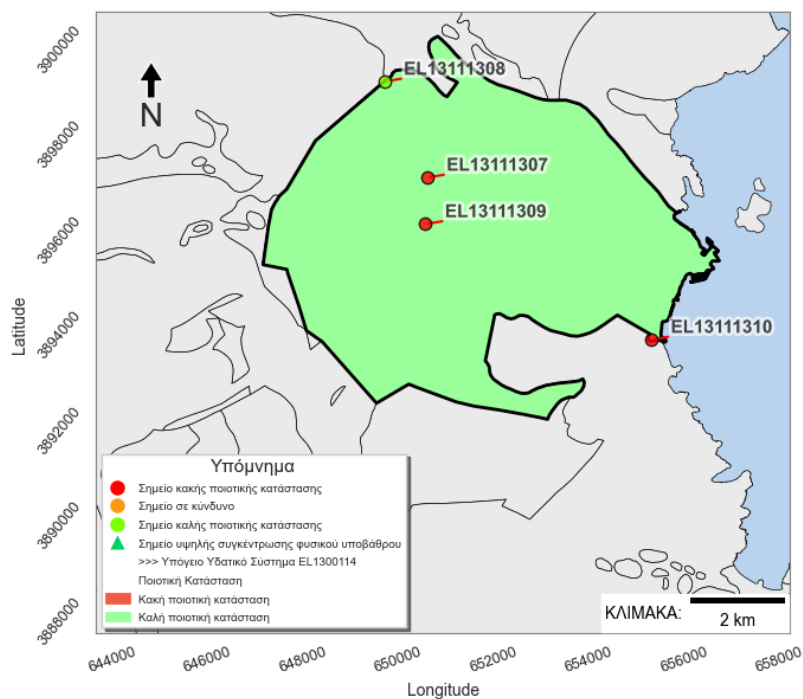 3900000
3898000
3896000
3894000
3892000
3890000
3888000
Latitude
N
EL13111308
EL13111307
EL13111309
EL13111310
Υπόμνημα
Σημείο κακής ποιοτικής κατάστασης
Σημείο σε κύνδυνο
Σημείο καλής ποιοτικής κατάστασης
Σημείο υψηλής συγκέντρωσης φυσικού υποβάθρου
>>> Υπόγειο Υδατικό Σύστημα EL1300114
Ποιοτική Κατάσταση
Κακή ποιοτική κατάσταση
Καλή ποιοτική κατάσταση
ΚΛΙΜΑΚΑ:
2 km
644000
646000
648000
650000
652000
654000
656000
658000
Longitude